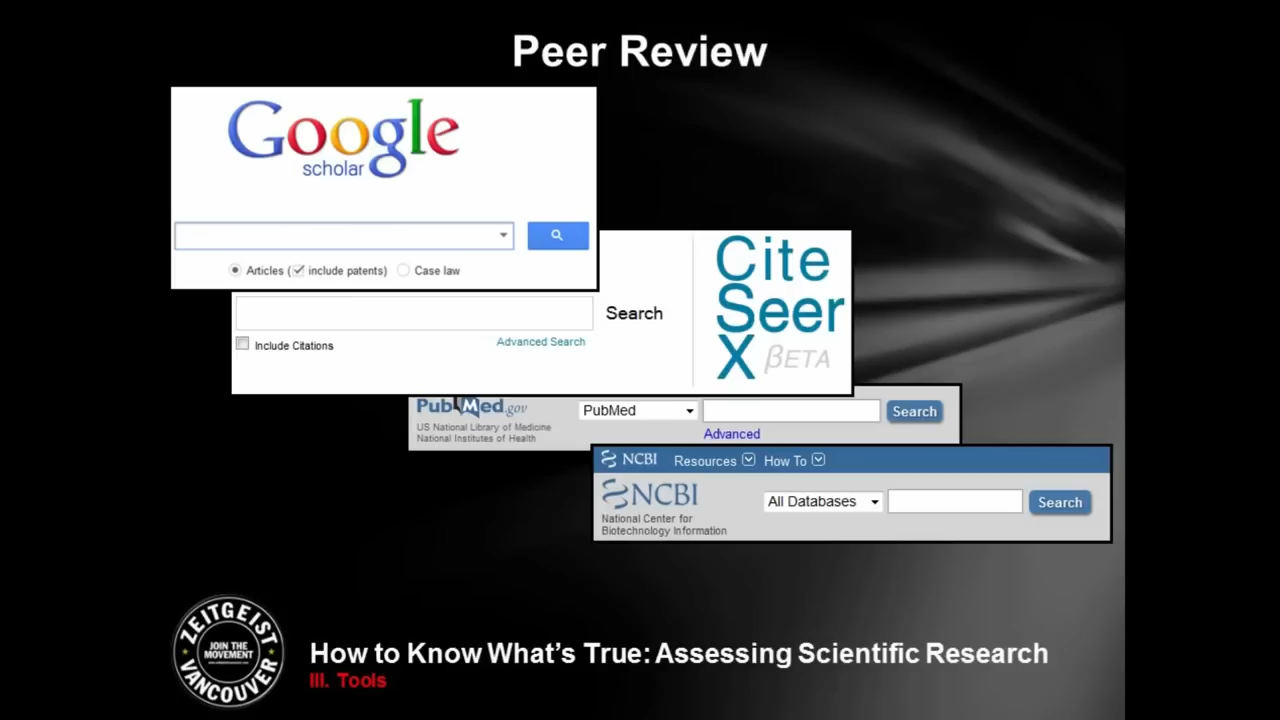 Peer Review
Google
scholar
Articles ( include patents) Case law
Search
Include Citations
Advanced Search
Cite
Seer
X βETA
PubMed.gov
US National Library of Medicine
National Institutes of Health
PubMed
Search
Advanced
NCBI Resources How To
NCBI
National Center for
Biotechnology Information
All Databases
Search
ZEITGEIST
JOIN THE
MOVEMENT
VANCOUVER
How to Know What's True: Assessing Scientific Research
III. Tools